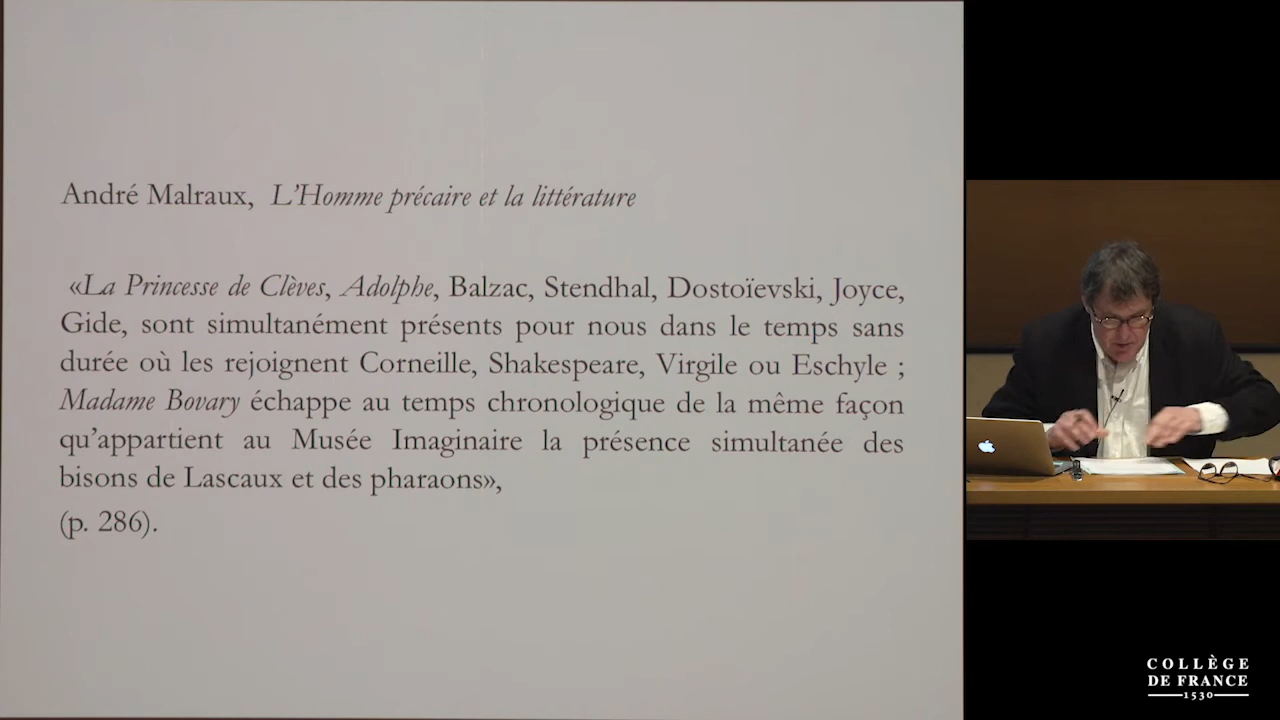 André Malraux, L'Homme précaire et la littérature
«La Princesse de Clèves, Adolphe, Balzac, Stendhal, Dostoïevski, Joyce,
Gide, sont simultanément présents pour nous dans le temps sans
durée où les rejoignent Corneille, Shakespeare, Virgile ou Eschyle ;
Madame Bovary échappe au temps chronologique de la même façon
qu'appartient au Musée Imaginaire la présence simultanée des
bisons de Lascaux et des pharaons»,
(p. 286).
COLLÈGE
DE FRANCE
1530